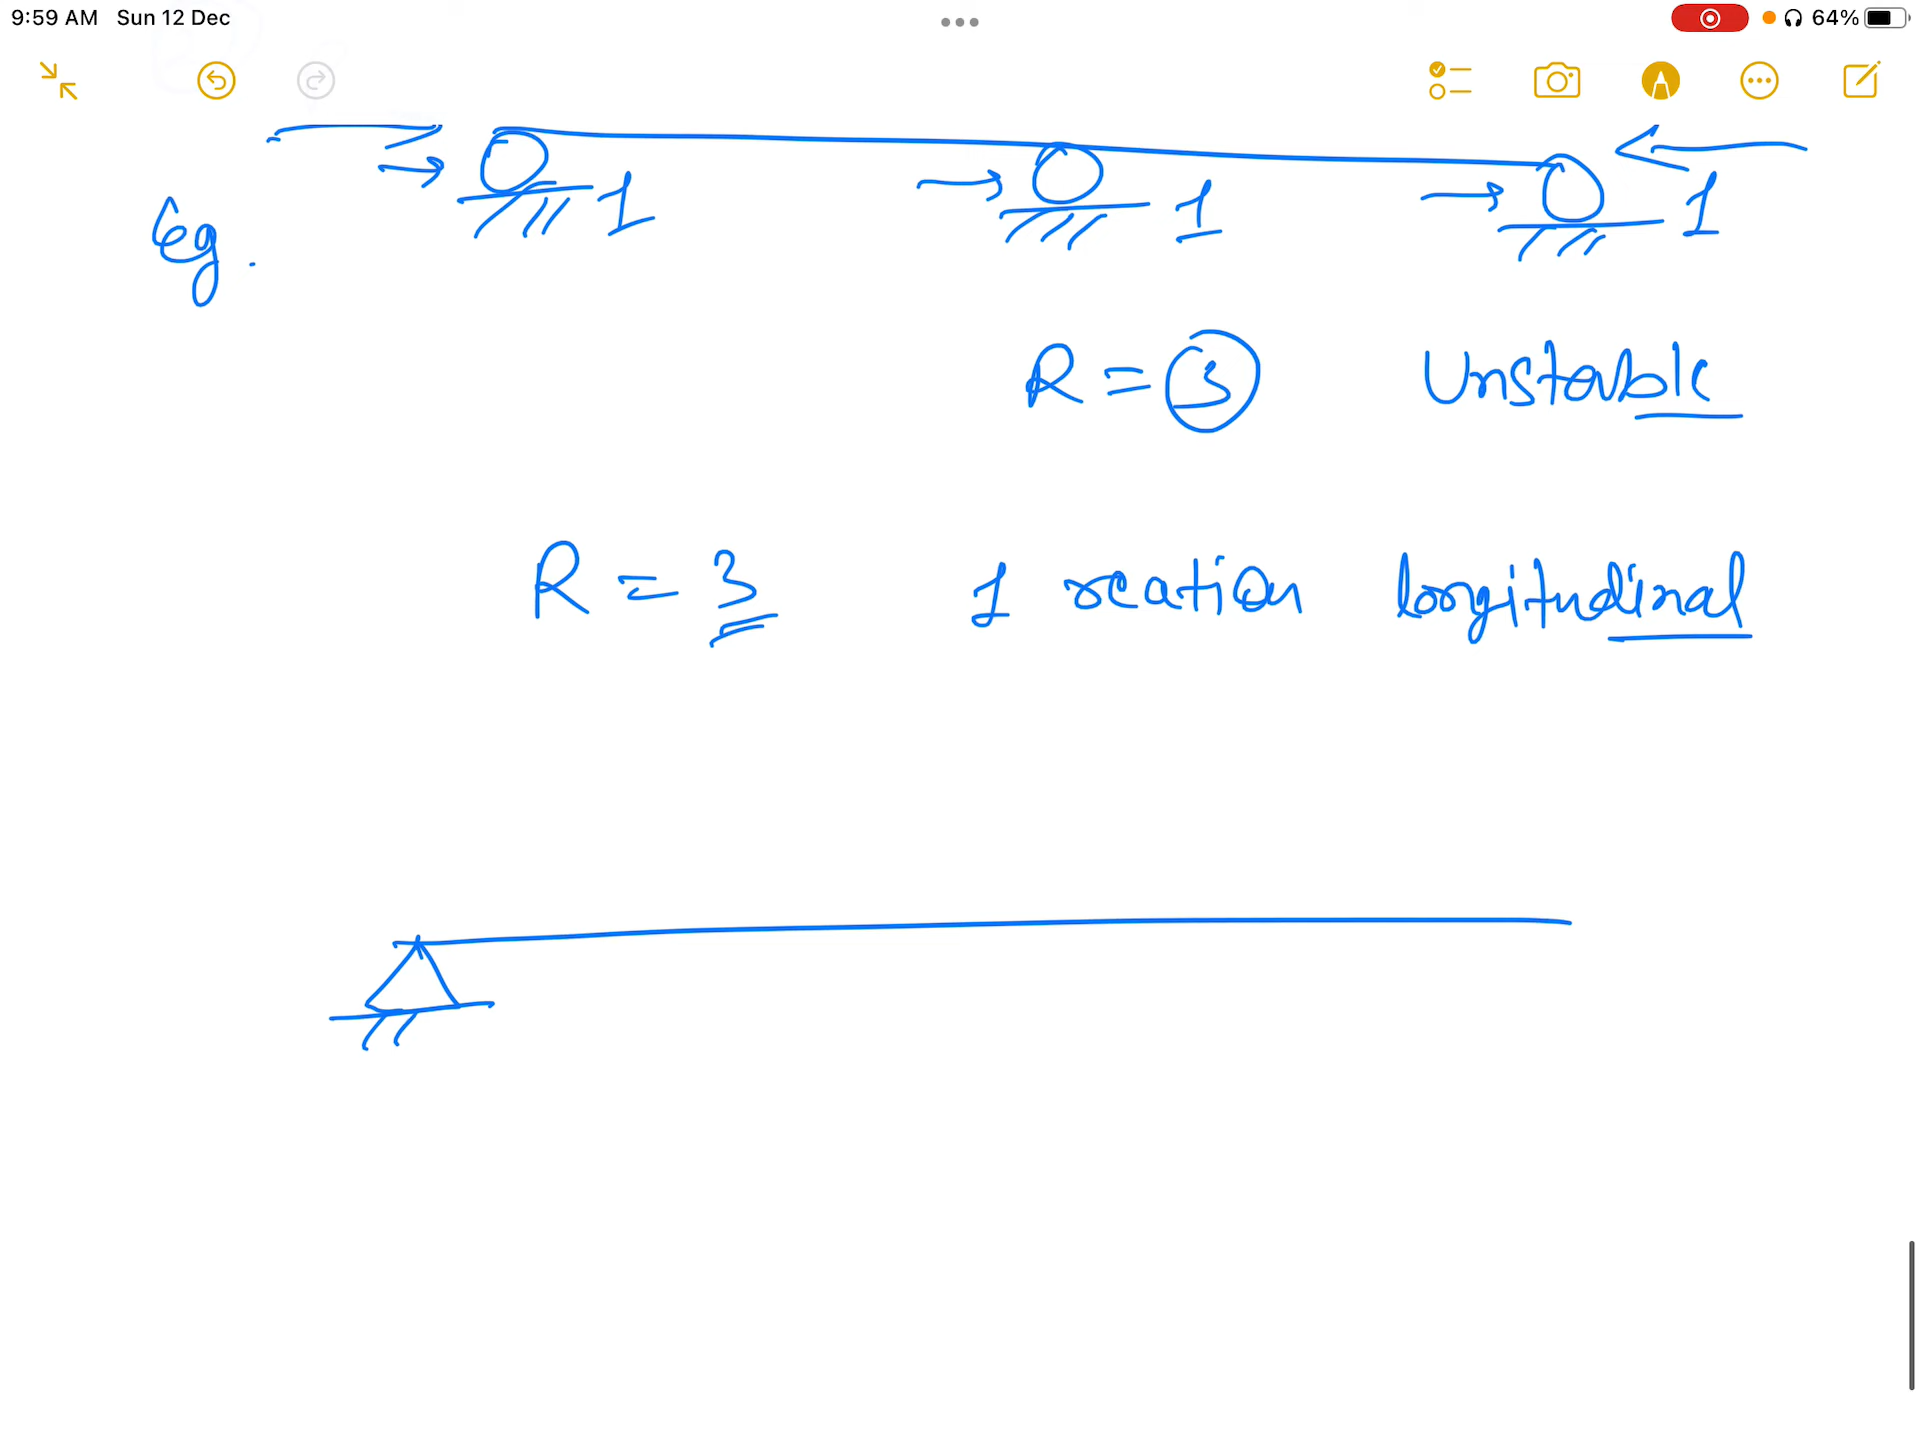 9:59 AM Sun 12 Dec 64%
1 1 1
eg.
R = 3 Unstable
R = 3 1 reation longitudinal